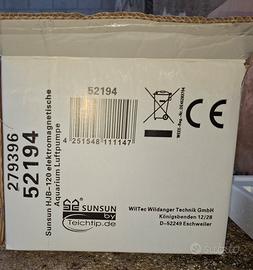 279396
52194
Sunsun HJB-120 elektromagnetische
Aquarium Luftpumpe
52194
4 251548 111147
CE
SUNSUN
by
Teichtip.de
WilTec Wildanger Technik GmbH
Königsbenden 12/28
D-52249 Eschweiler
subito